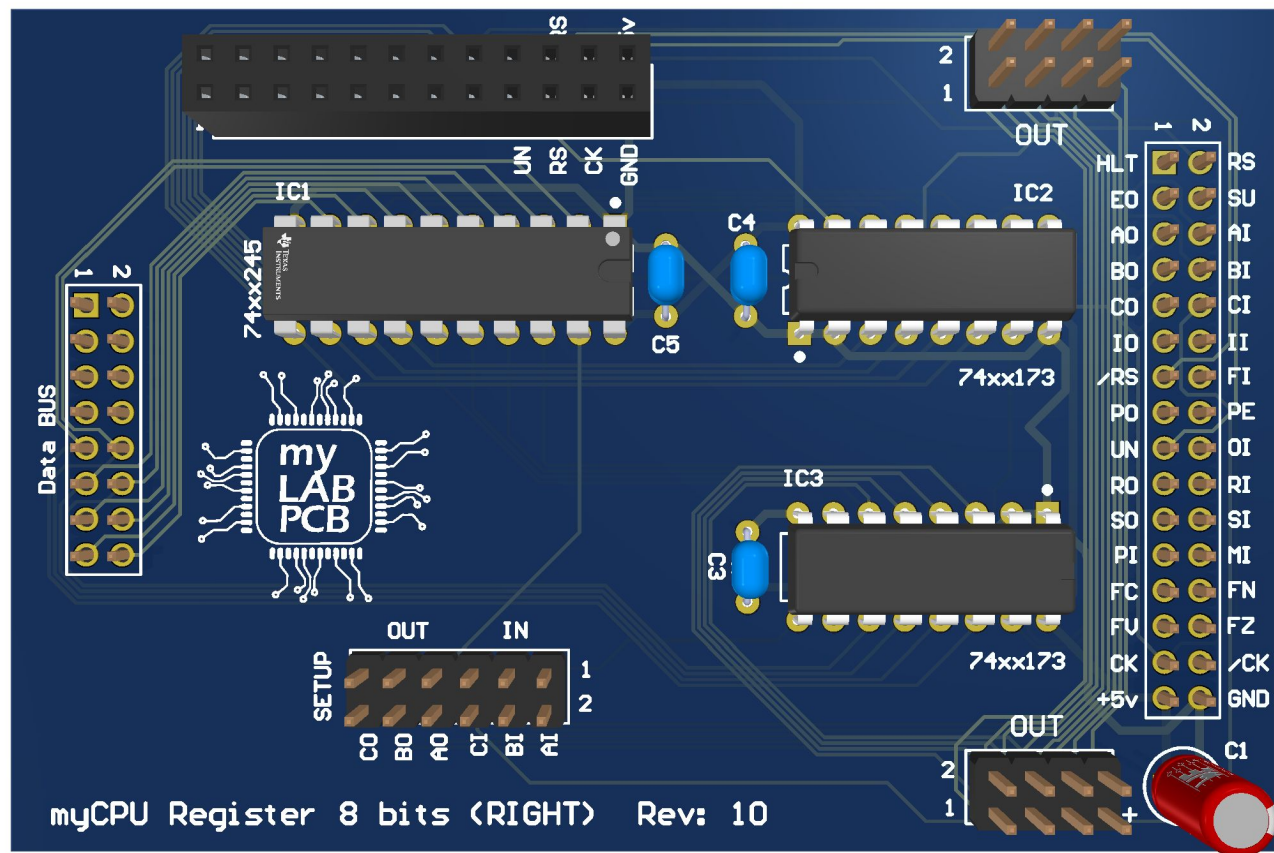 RS
5v
2
1
OUT
UN
RS
CK
GND
IC1
IC2
C4
C5
74xx245
TEXAS
INSTRUMENTS
74xx173
1 2
HLT RS
EO SU
AO AI
BO BI
CO CI
IO II
/RS FI
PO PE
UN OI
RO RI
SO SI
PI MI
FC FN
FV FZ
CK /CK
+5v GND
1 2
Data BUS
my
LAB
PCB
IC3
C3
74xx173
OUT IN
SETUP
1
2
CO BO AO CI BI AI
OUT
2
1
+
C1
myCPU Register 8 bits (RIGHT) Rev: 10